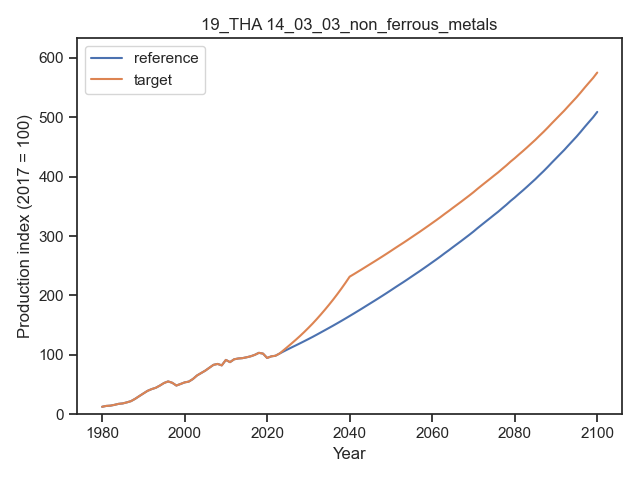 19_THA 14_03_03_non_ferrous_metals
reference
target
Production index (2017 = 100)
600
500
400
300
200
100
0
1980 2000 2020 2040 2060 2080 2100
Year